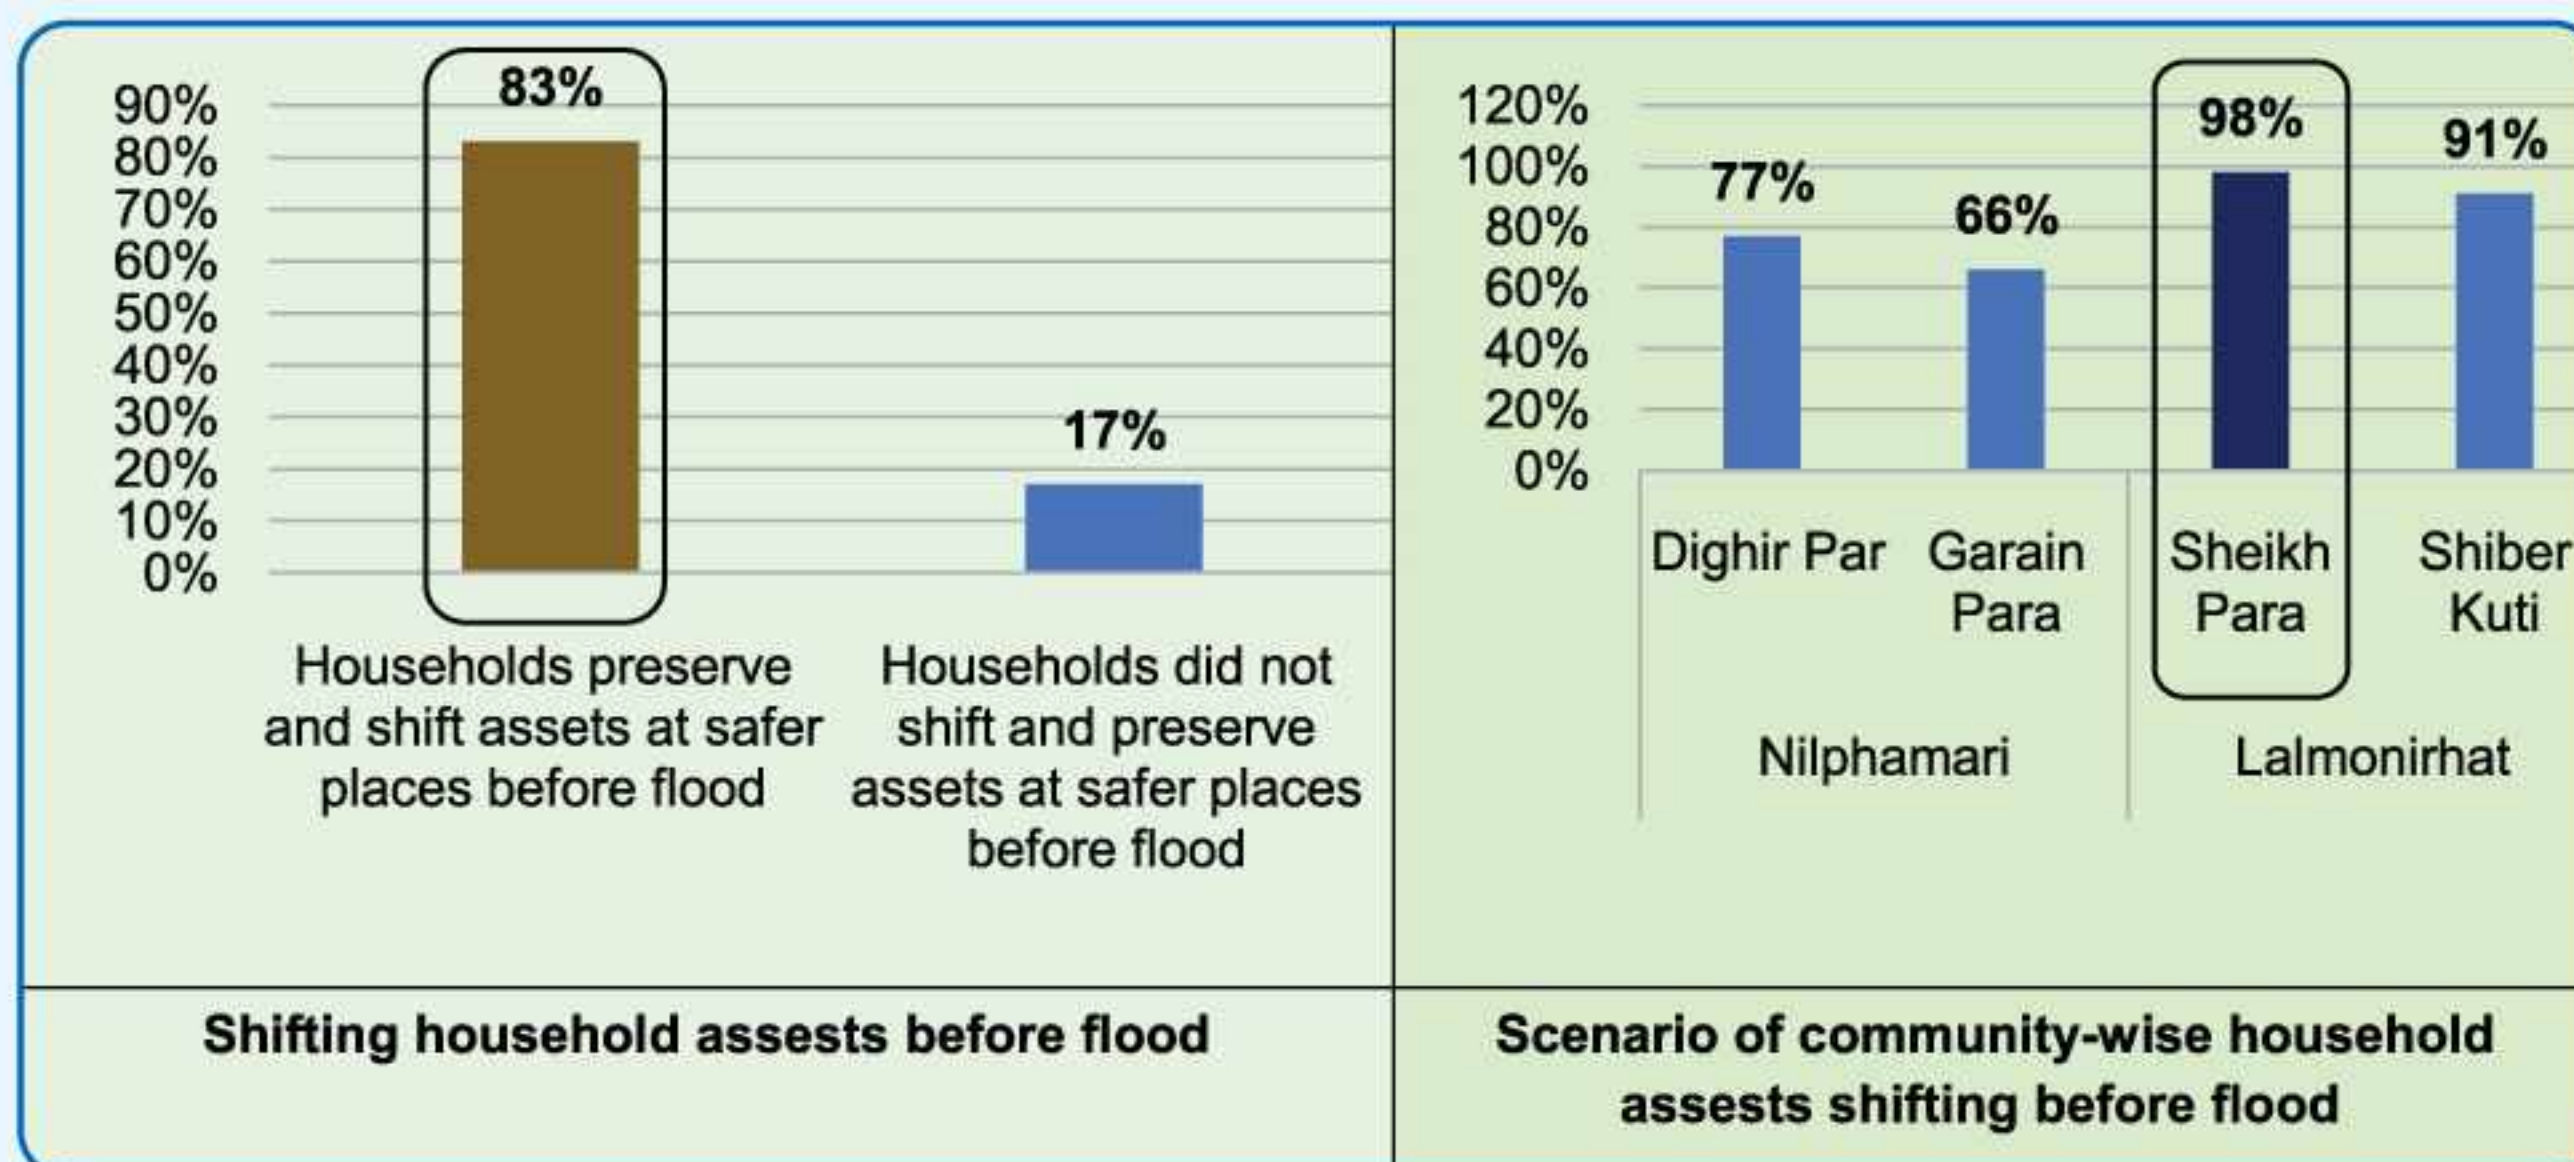 90%
80%
70%
60%
50%
40%
30%
20%
10%
0%
83%
17%
Households preserve
and shift assets at safer
places before flood
Households did not
shift and preserve
assets at safer places
before flood
Shifting household assests before flood
120%
100%
80%
60%
40%
20%
0%
77%
66%
98%
91%
Dighir Par
Garain
Para
Sheikh
Para
Shiber
Kuti
Nilphamari
Lalmonirhat
Scenario of community-wise household
assests shifting before flood